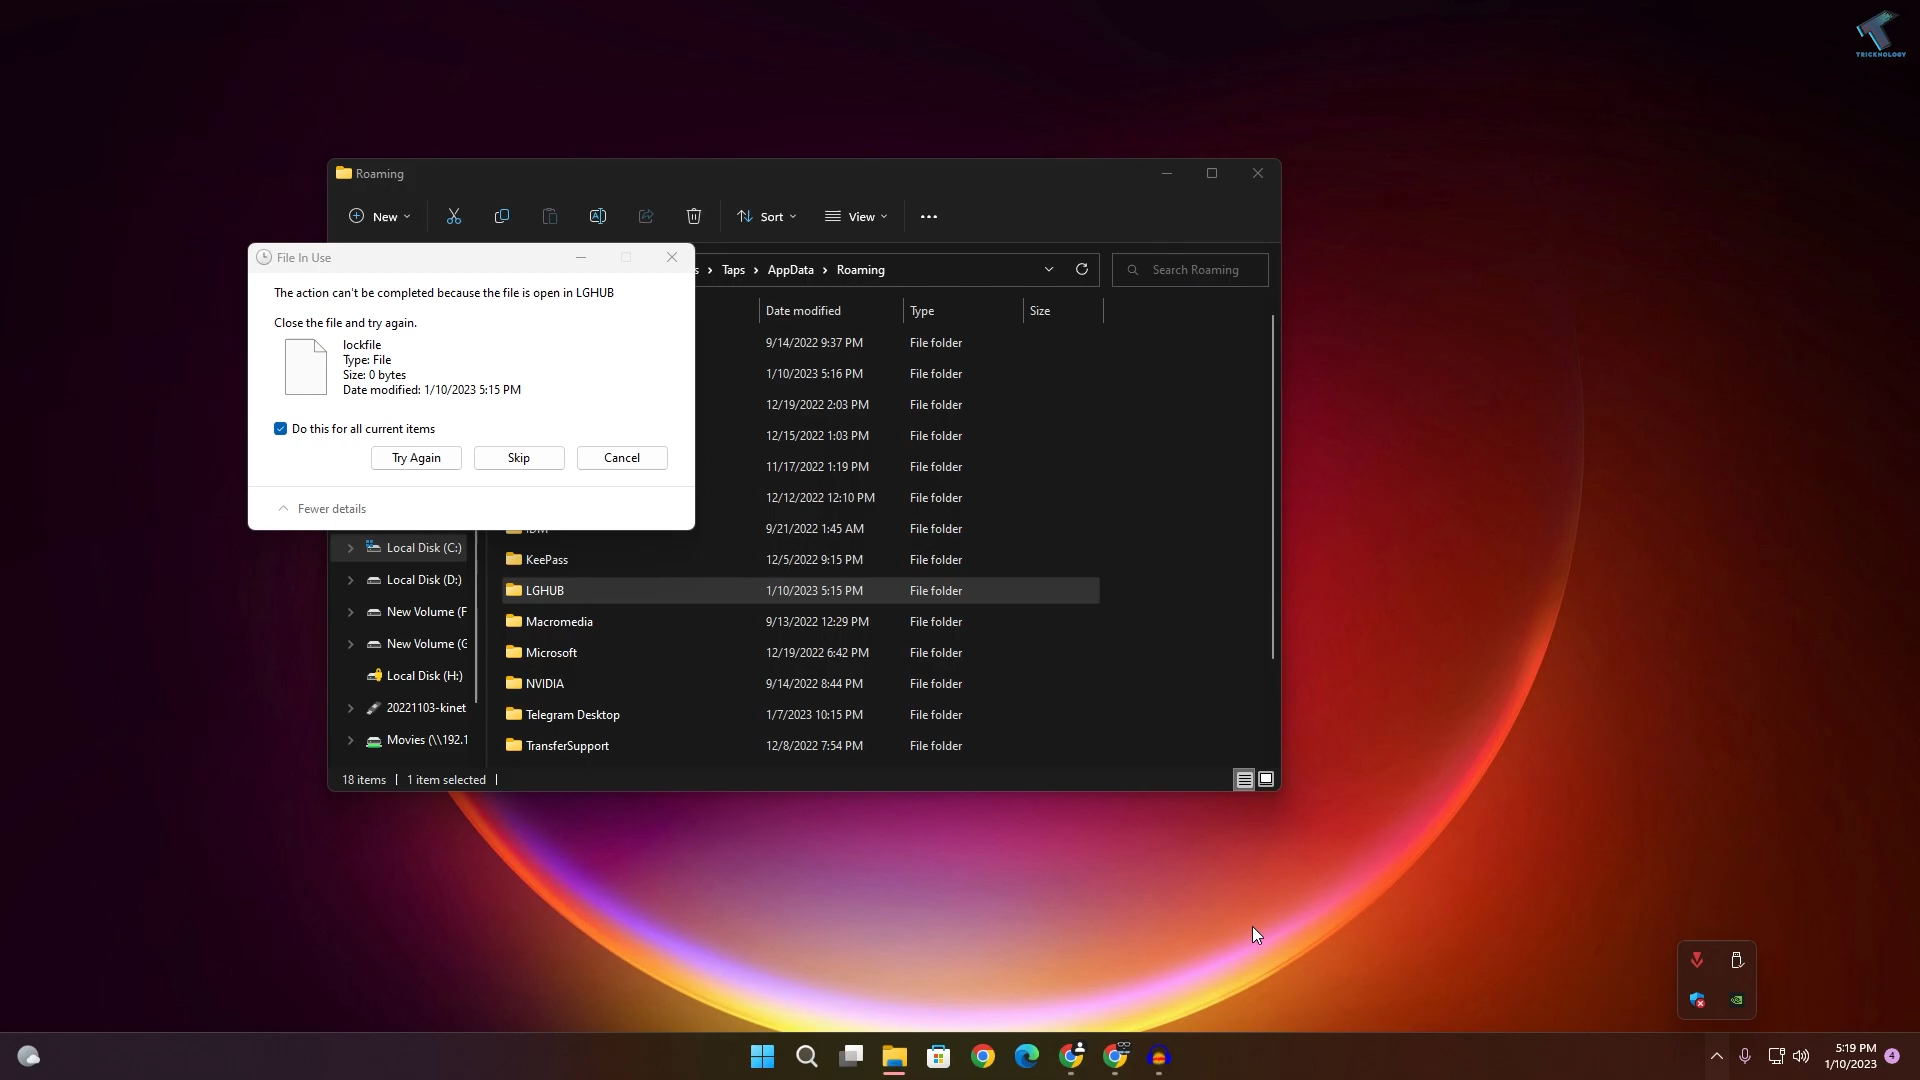 TRICKNOLOGY
Roaming
New
Sort
View
File In Use
The action can't be completed because the file is open in LGHUB
Close the file and try again.
lockfile
Type: File
Size: 0 bytes
Date modified: 1/10/2023 5:15 PM
Do this for all current items
Try Again
Skip
Cancel
Fewer details
s > Taps > AppData > Roaming
Search Roaming
Date modified Type Size
9/14/2022 9:37 PM File folder
1/10/2023 5:16 PM File folder
12/19/2022 2:03 PM File folder
12/15/2022 1:03 PM File folder
11/17/2022 1:19 PM File folder
12/12/2022 12:10 PM File folder
IDM 9/21/2022 1:45 AM File folder
KeePass 12/5/2022 9:15 PM File folder
LGHUB 1/10/2023 5:15 PM File folder
Macromedia 9/13/2022 12:29 PM File folder
Microsoft 12/19/2022 6:42 PM File folder
NVIDIA 9/14/2022 8:44 PM File folder
Telegram Desktop 1/7/2023 10:15 PM File folder
TransferSupport 12/8/2022 7:54 PM File folder
Local Disk (C:)
Local Disk (D:)
New Volume (F
New Volume (G
Local Disk (H:)
20221103-kinet
Movies (\\192.1
18 items
1 item selected
5:19 PM
1/10/2023
4